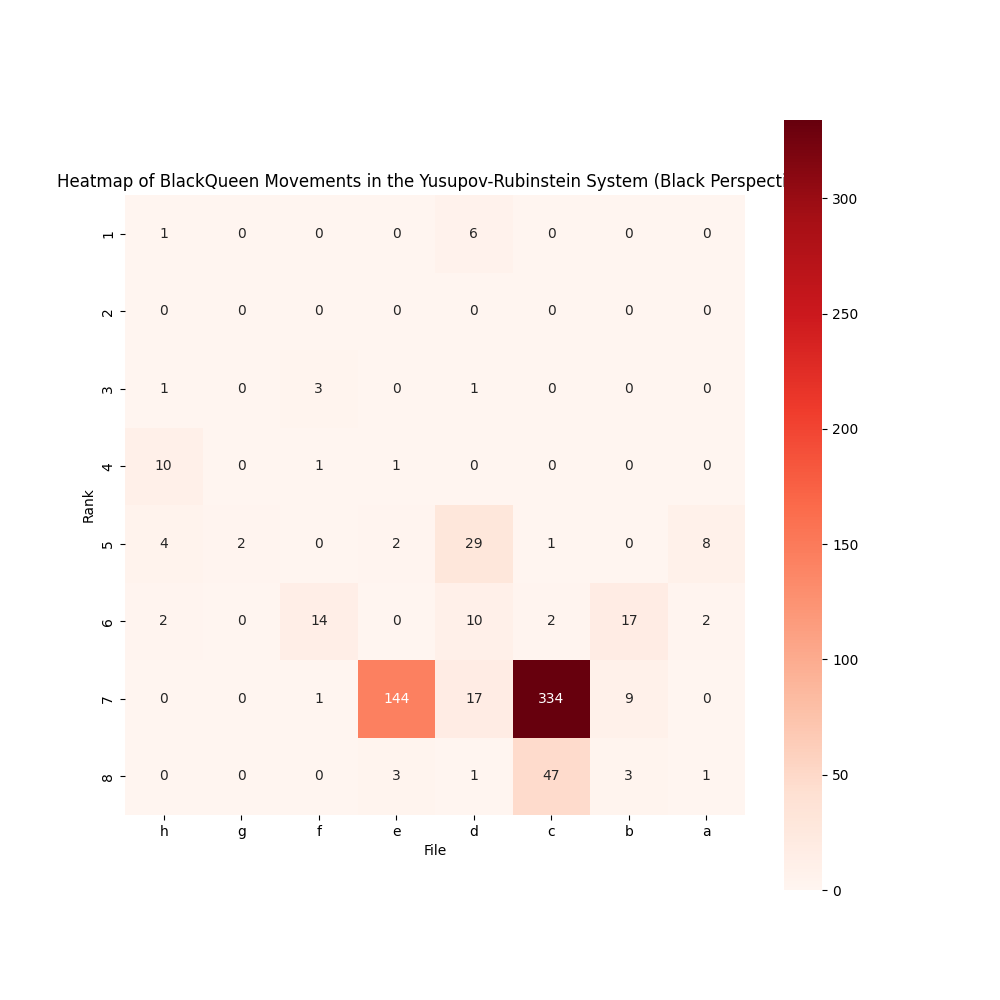 Heatmap of BlackQueen Movements in the Yusupov-Rubinstein System (Black Perspecti
300
250
200
150
100
50
0
Rank
1 1 0 0 0 6 0 0 0
2 0 0 0 0 0 0 0 0
3 1 0 3 0 1 0 0 0
4 10 0 1 1 0 0 0 0
5 4 2 0 2 29 1 0 8
6 2 0 14 0 10 2 17 2
7 0 0 1 144 17 334 9 0
8 0 0 0 3 1 47 3 1
h g f e d c b a
File